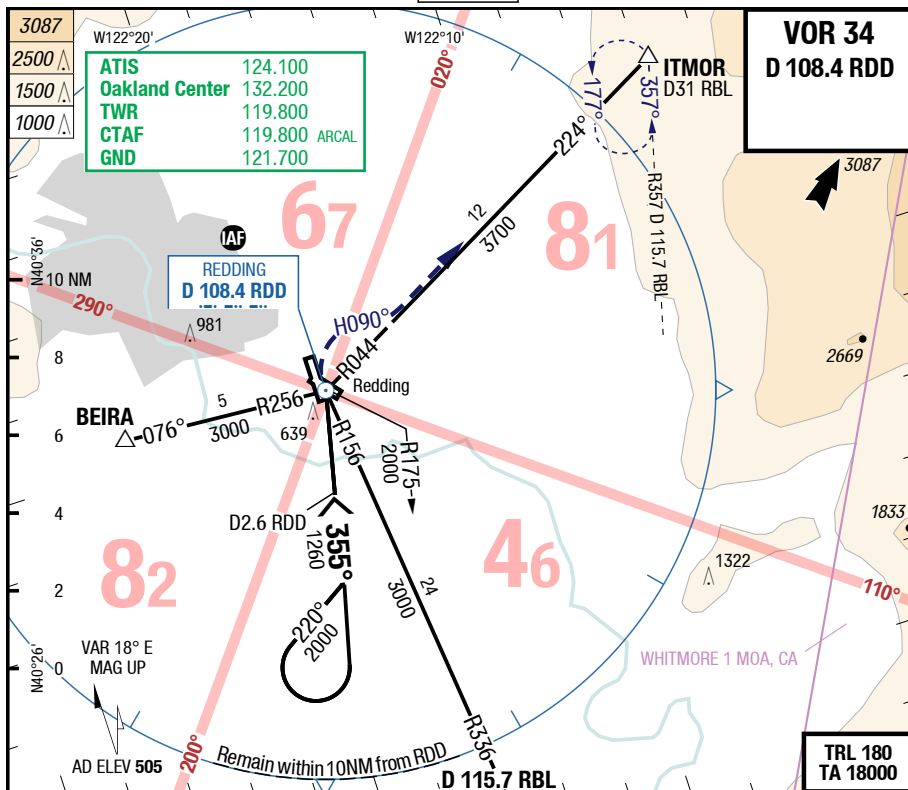 3087
2500
1500
1000
W122°20'
W122°10'
ATIS 124.100
Oakland Center 132.200
TWR 119.800
CTAF 119.800 ARCAL
GND 121.700
VOR 34
D 108.4 RDD
020°
ITMOR
D31 RBL
177°
357°
224°
R357 D 115.7 RBL
3087
67
81
12
3700
N40°36'
10 NM
IAF
REDDING
D 108.4 RDD
290°
981
H090°
R044
2669
8
Redding
BEIRA
076°
5
3000
R256
639
6
R156
R175
2000
4
D2.6 RDD
355°
1260
46
1833
82
24
3000
1322
2
110°
220°
2000
VAR 18° E
MAG UP
N40°26'
0
WHITMORE 1 MOA, CA
AD ELEV 505
200°
Remain within 10NM from RDD
R336
D 115.7 RBL
TRL 180
TA 18000